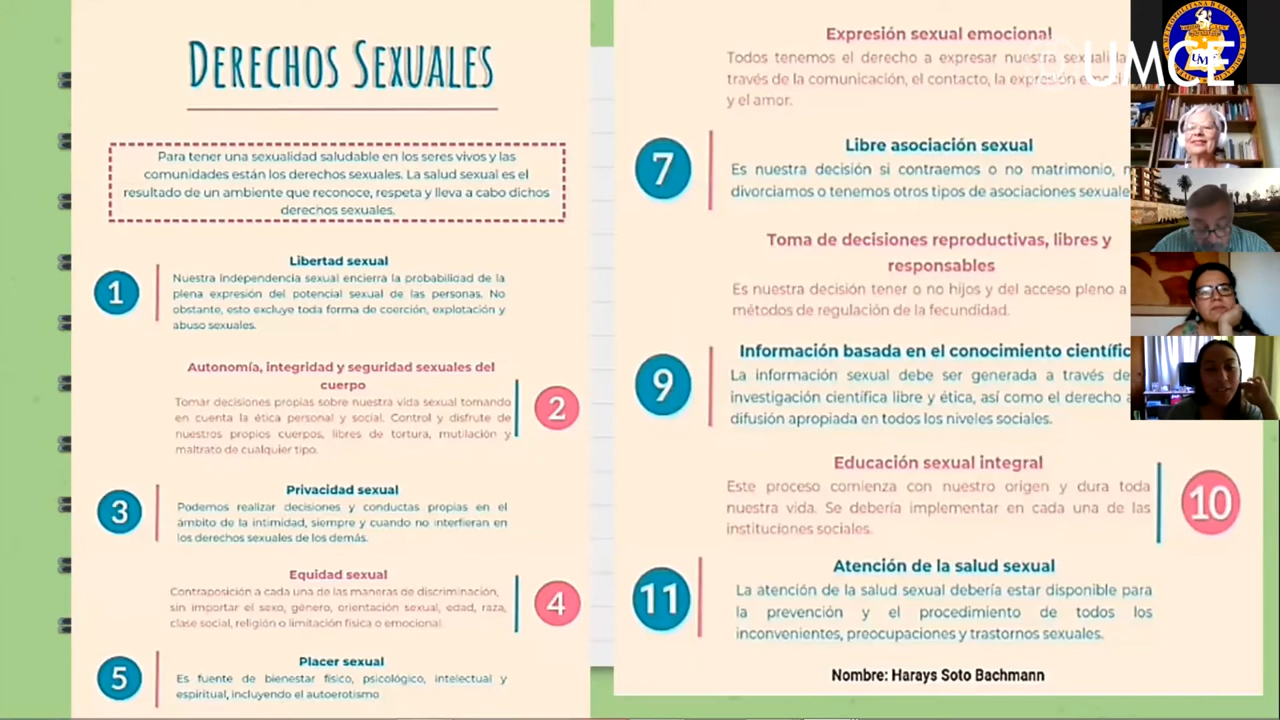 DERECHOS SEXUALES
Para tener una sexualidad saludable en los seres vivos y las
comunidades están los derechos sexuales. La salud sexual es el
resultado de un ambiente que reconoce, respeta y lleva a cabo dichos
derechos sexuales.
1
Libertad sexual
Nuestra independencia sexual encierra la probabilidad de la
plena expresión del potencial sexual de las personas. No
obstante, esto excluye toda forma de coerción, explotación y
abuso sexuales.
Autonomía, integridad y seguridad sexuales del
cuerpo
Tomar decisiones propias sobre nuestra vida sexual tomando
en cuenta la ética personal y social. Control y disfrute de
nuestros propios cuerpos, libres de tortura, mutilación y
maltrato de cualquier tipo.
2
3
Privacidad sexual
Podemos realizar decisiones y conductas propias en el
ámbito de la intimidad, siempre y cuando no interfieran en
los derechos sexuales de los demás.
Equidad sexual
Contraposición a cada una de las maneras de discriminación,
sin importar el sexo, género, orientación sexual, edad, raza,
clase social, religión o limitación física o emocional.
4
5
Placer sexual
Es fuente de bienestar físico, psicológico, intelectual y
espiritual, incluyendo el autoerotismo
Expresión sexual emocional
Todos tenemos el derecho a expresar nuestra
través de la comunicación, el contacto, la
y el amor.
7
Libre asociación sexual
Es nuestra decisión si contraemos o no matrimonio,
divorciamos o tenemos otros tipos de asociaciones
Toma de decisiones reproductivas, libres y
responsables
Es nuestra decisión tener o no hijos y del acceso pleno a
métodos de regulación de la fecundidad.
9
Información basada en el conocimiento
La información sexual debe ser generada a través de
investigación científica libre y ética, así como el derecho a
difusión apropiada en todos los niveles sociales.
Educación sexual integral
Este proceso comienza con nuestro origen y dura toda
nuestra vida. Se debería implementar en cada una de las
instituciones sociales.
10
11
Atención de la salud sexual
La atención de la salud sexual debería estar disponible para
la prevención y el procedimiento de todos los
inconvenientes, preocupaciones y trastornos sexuales.
Nombre: Harays Soto Bachmann
UMCE